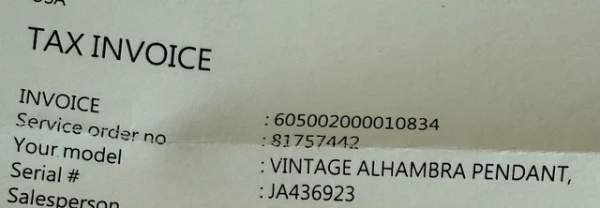 TAX INVOICE
INVOICE : 605002000010834
Service order no : 81757442
Your model : VINTAGE ALHAMBRA PENDANT,
Serial # : JA436923
Salesperson